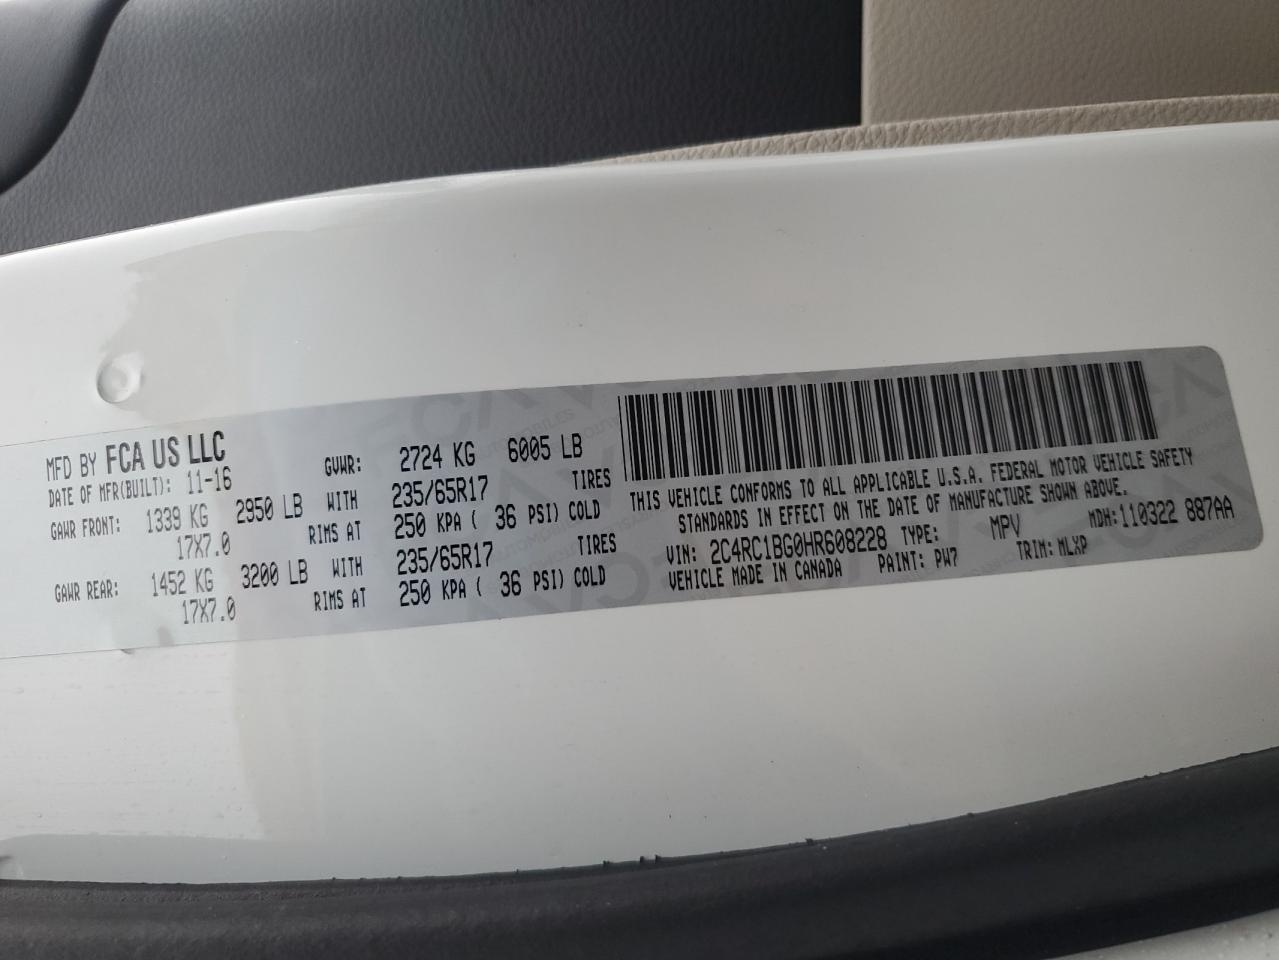 MFD BY FCA US LLC
DATE OF MFR(BUILT): 11-16
GVWR: 2724 KG 6005 LB
GAWR FRONT: 1339 KG 2950 LB WITH 235/65R17 TIRES
17X7.0 RIMS AT 250 KPA ( 36 PSI) COLD
GAWR REAR: 1452 KG 3200 LB WITH 235/65R17 TIRES
17X7.0 RIMS AT 250 KPA ( 36 PSI) COLD
THIS VEHICLE CONFORMS TO ALL APPLICABLE U.S.A. FEDERAL MOTOR VEHICLE SAFETY
STANDARDS IN EFFECT ON THE DATE OF MANUFACTURE SHOWN ABOVE.
MDH:110322 887AA
VIN: 2C4RC1BG0HR608228 TYPE: MPV
VEHICLE MADE IN CANADA PAINT: PW7 TRIM: MLXP